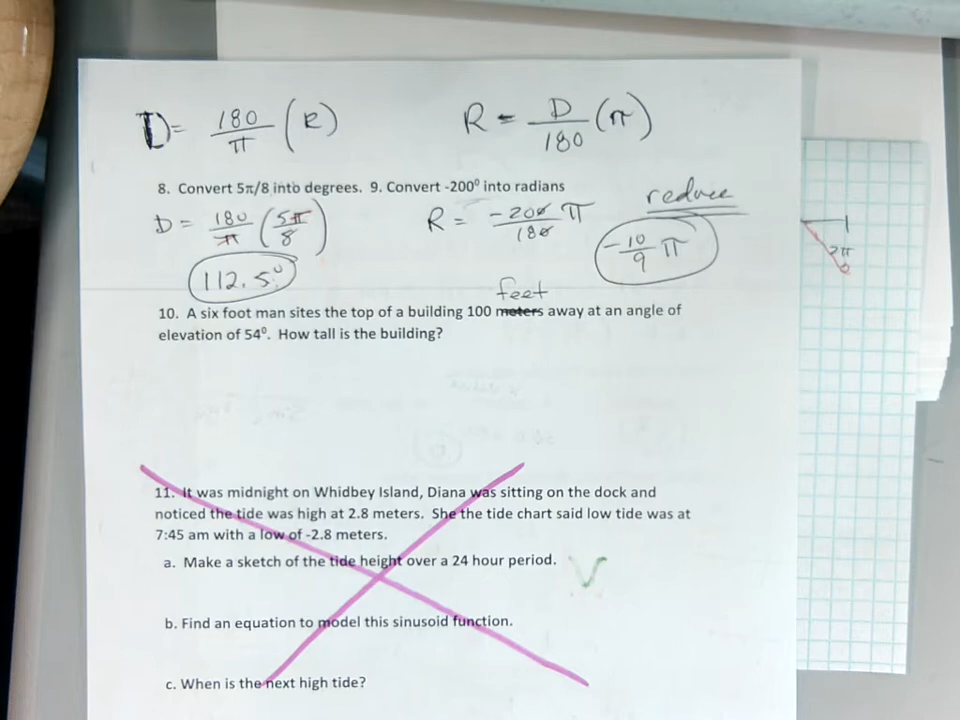 D = 180/π (R) R = D/180 (π)
8. Convert 5π/8 into degrees. 9. Convert -200⁰ into radians
reduce
D = 180/π (5π/8) R = -200/180 π -10/9 π
112.5°
feet
10. A six foot man sites the top of a building 100 meters away at an angle of
elevation of 54⁰. How tall is the building?
11. It was midnight on Whidbey Island, Diana was sitting on the dock and
noticed the tide was high at 2.8 meters. She the tide chart said low tide was at
7:45 am with a low of -2.8 meters.
a. Make a sketch of the tide height over a 24 hour period.
b. Find an equation to model this sinusoid function.
c. When is the next high tide?